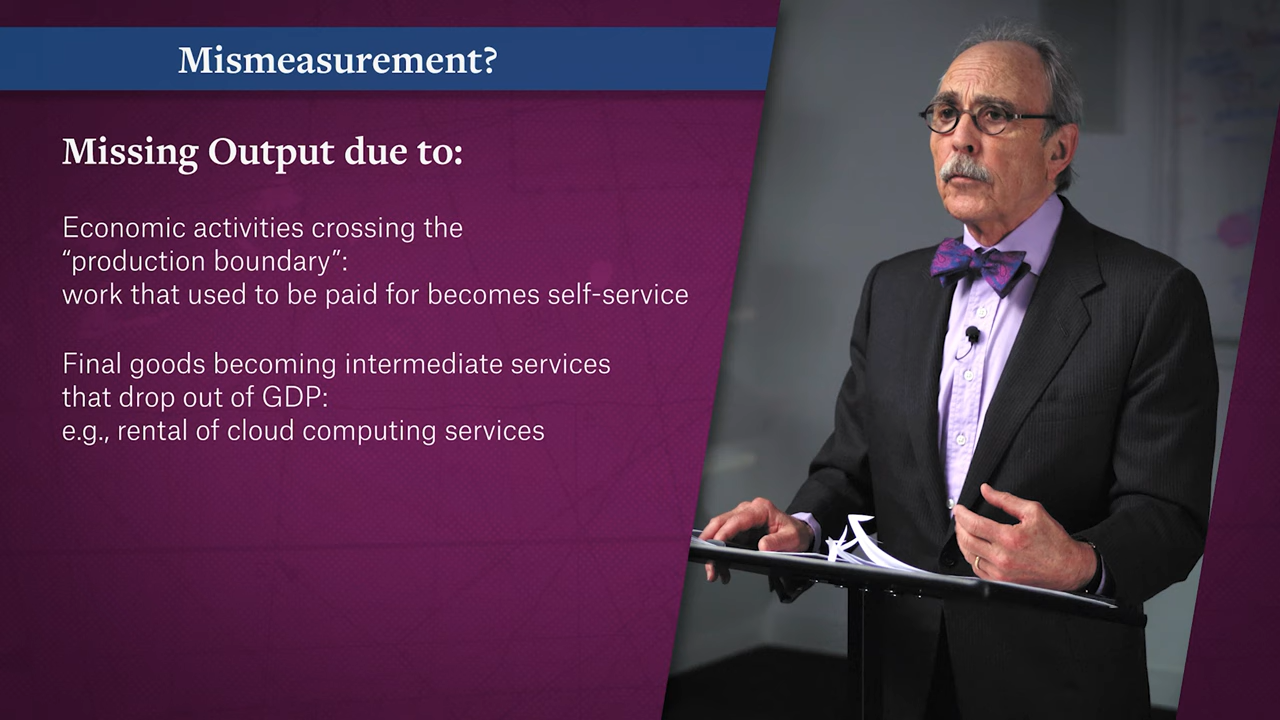 Mismeasurement?
Missing Output due to:
Economic activities crossing the
“production boundary”:
work that used to be paid for becomes self-service
Final goods becoming intermediate services
that drop out of GDP:
e.g., rental of cloud computing services